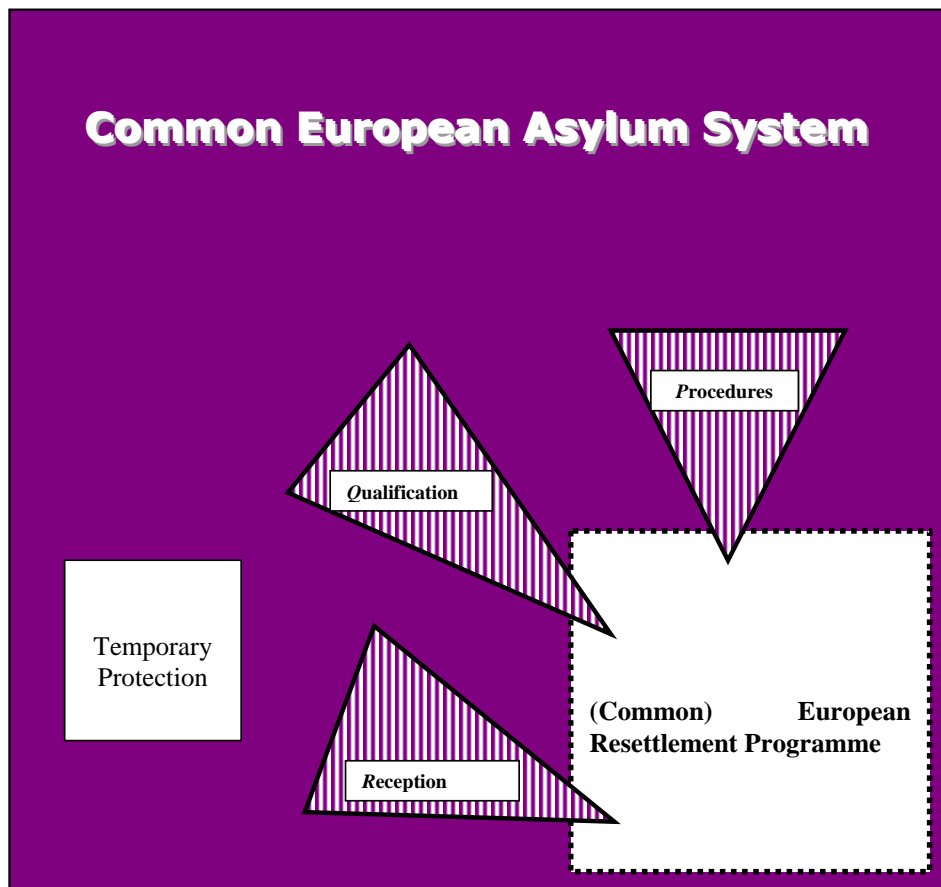 Common European Asylum System
Procedures
Qualification
Temporary
Protection
(Common) European
Resettlement Programme
Reception